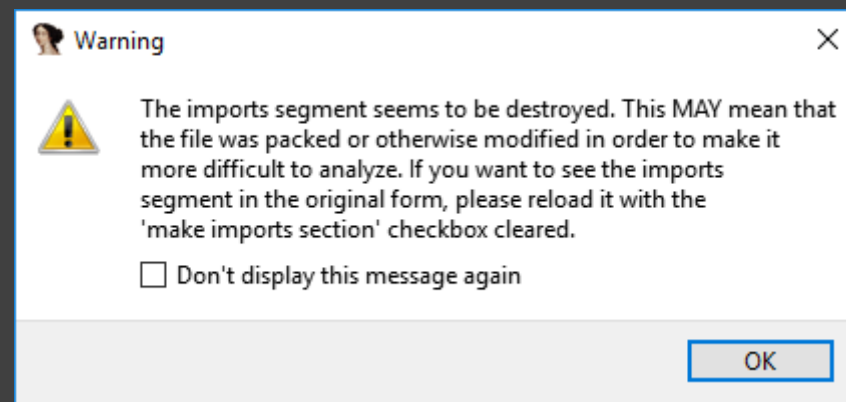 Warning
The imports segment seems to be destroyed. This MAY mean that
the file was packed or otherwise modified in order to make it
more difficult to analyze. If you want to see the imports
segment in the original form, please reload it with the
'make imports section' checkbox cleared.
Don't display this message again
OK